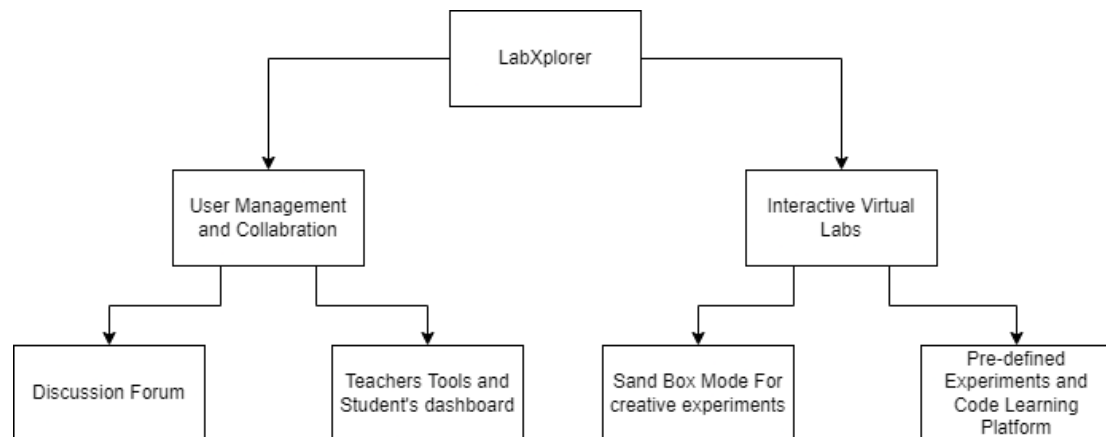 LabXplorer
User Management
and Collabration
Interactive Virtual
Labs
Discussion Forum
Teachers Tools and
Student's dashboard
Sand Box Mode For
creative experiments
Pre-defined
Experiments and
Code Learning
Platform